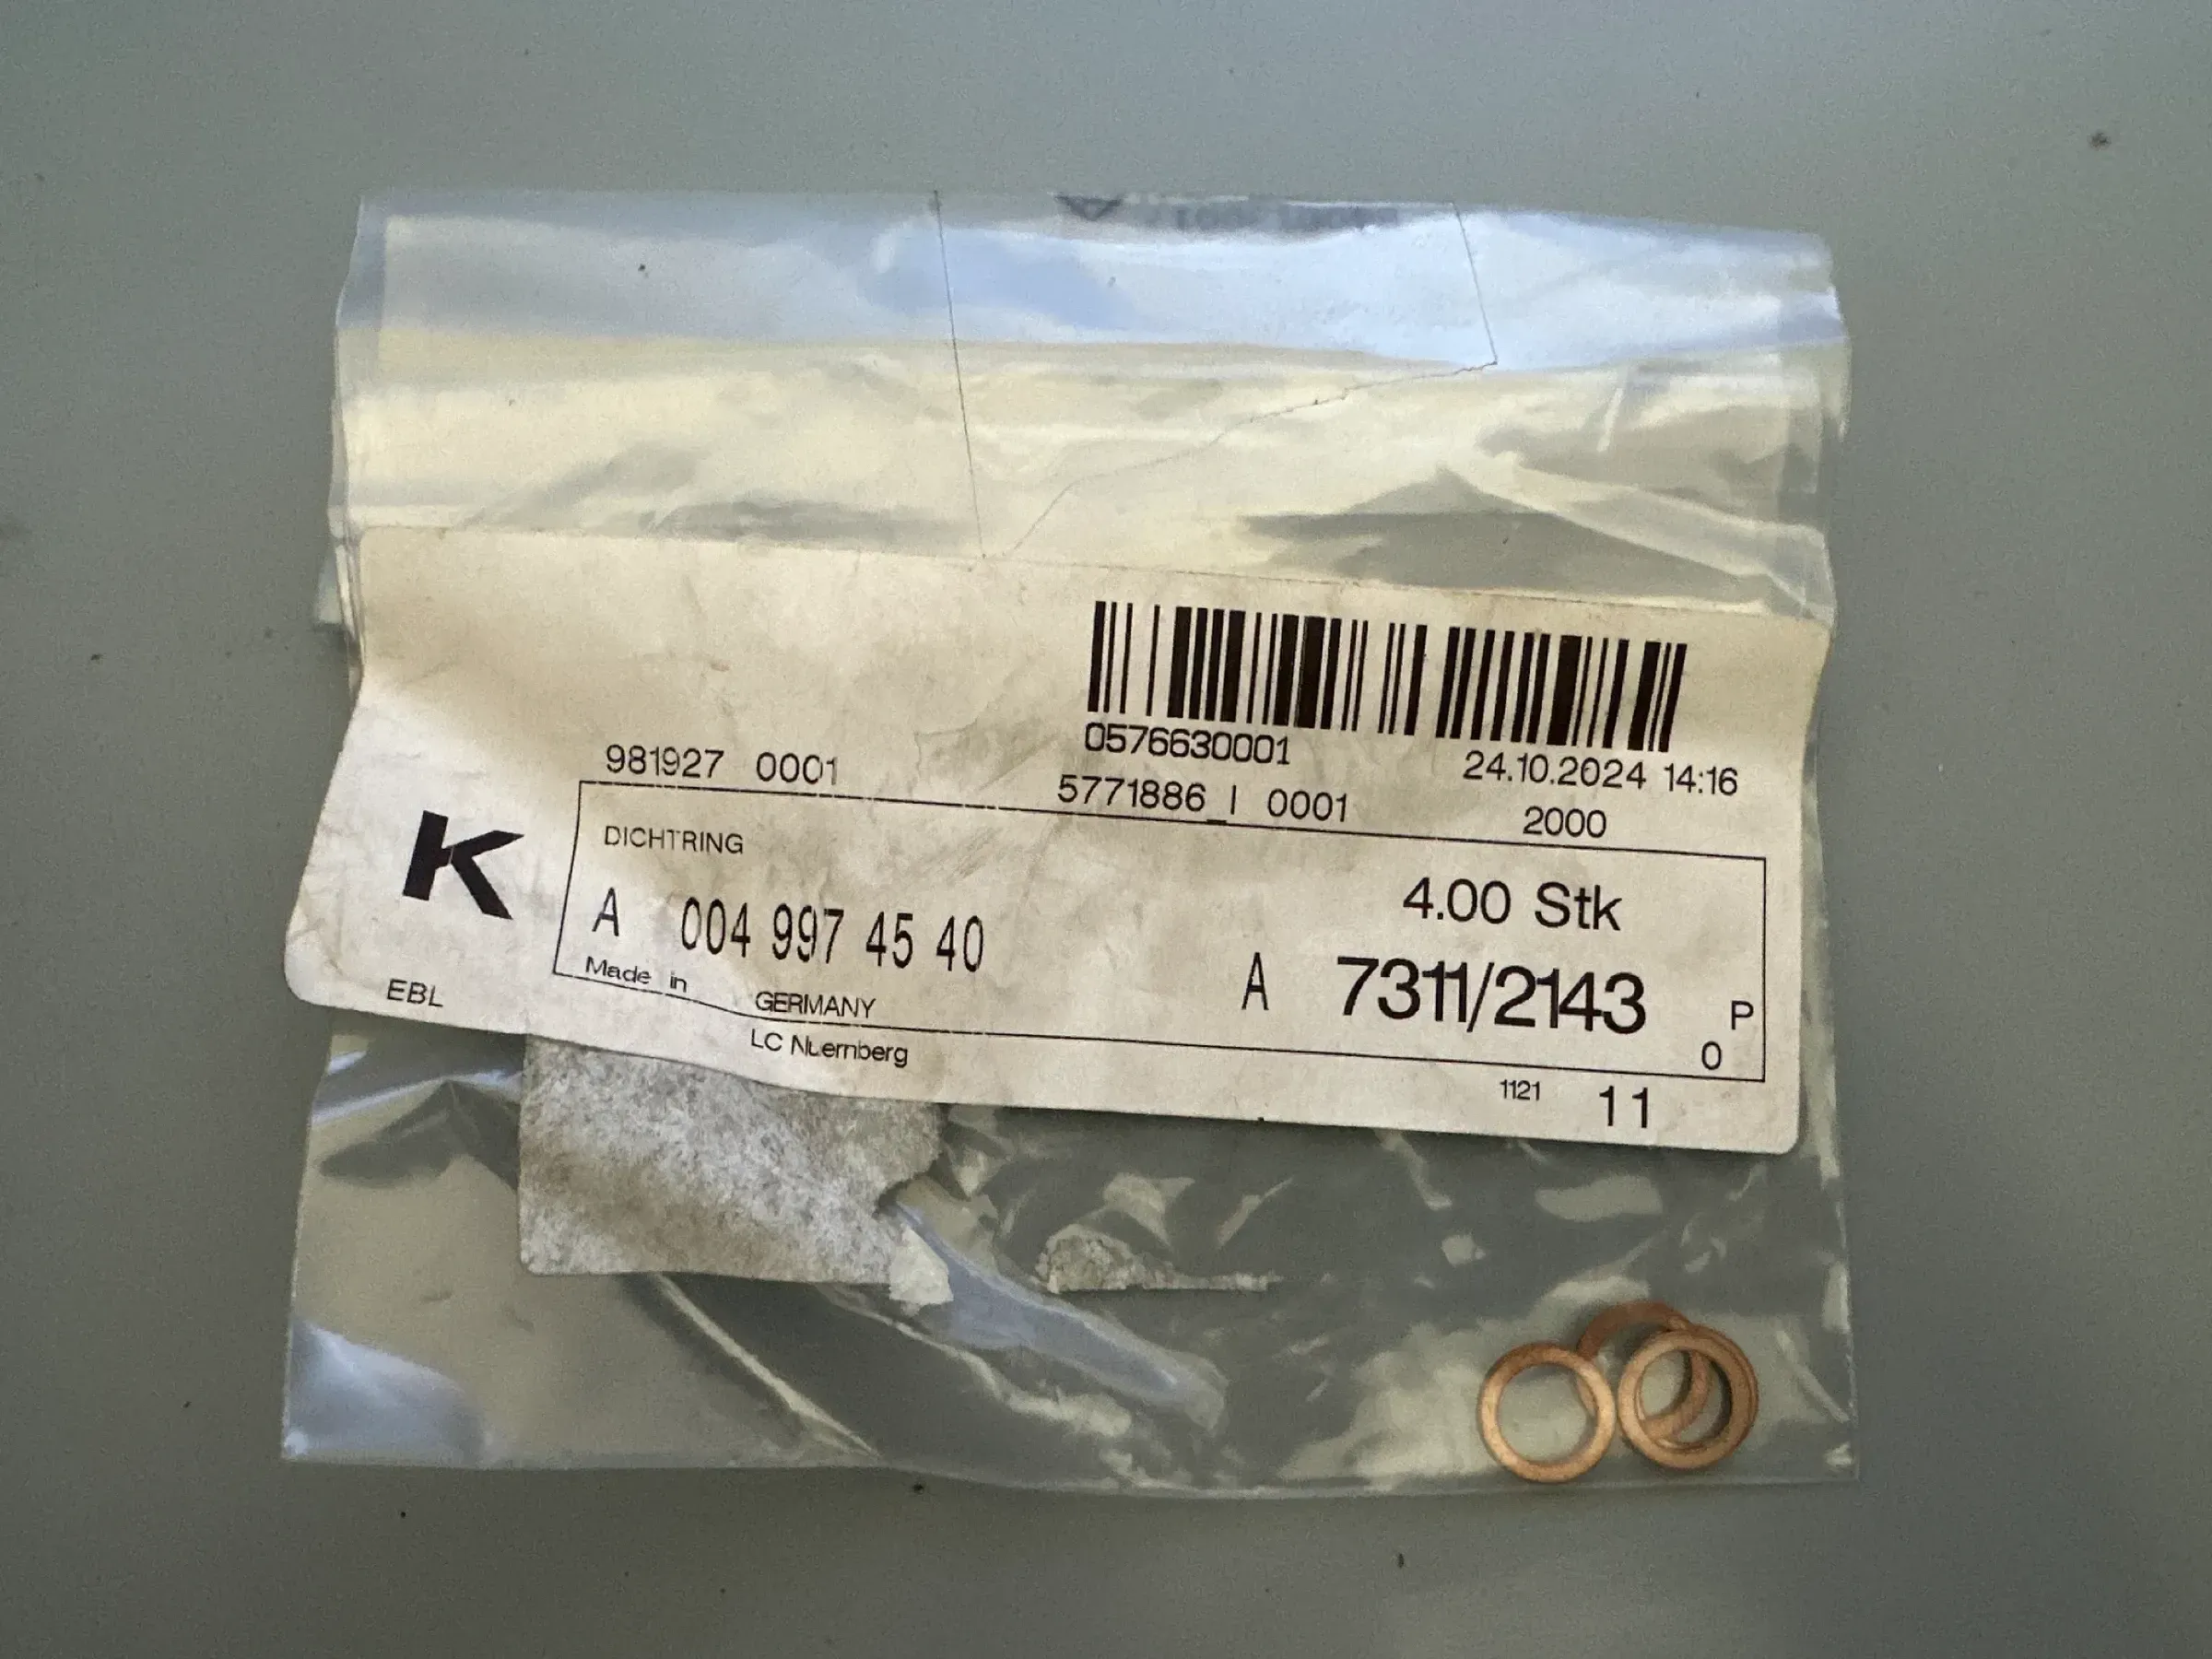 0576630001 24.10.2024 14:16
981927 0001 5771886_I 0001 2000
K
DICHTRING
4.00 Stk
A 004 997 45 40
A 7311/2143 P
Made in GERMANY
0
EBL
LC Nuernberg
1121 11